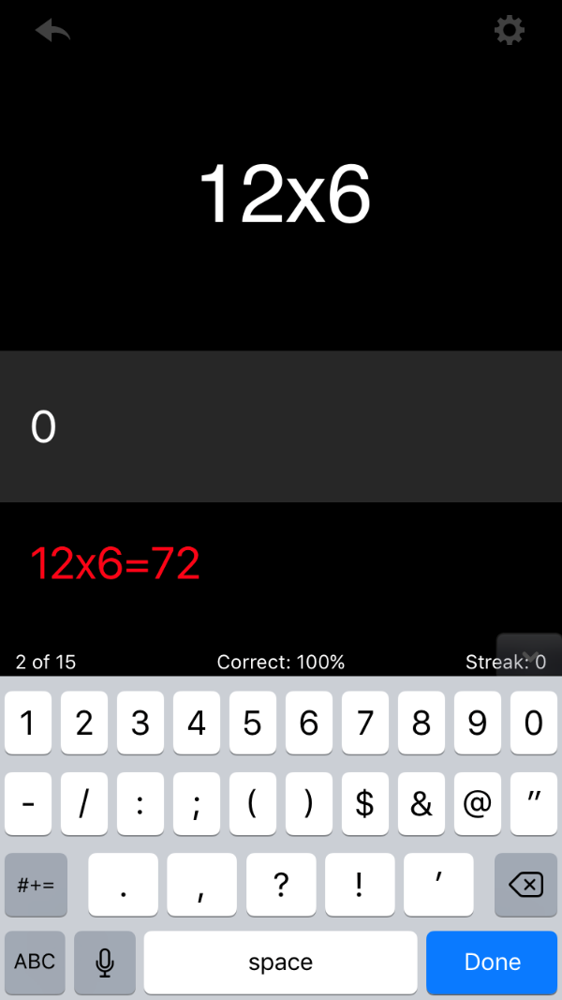 12x6
0
12x6=72
2 of 15 Correct: 100% Streak: 0
1 2 3 4 5 6 7 8 9 0
- / : ; ( ) $ & @ "
#+= . , ? ! '
ABC space Done